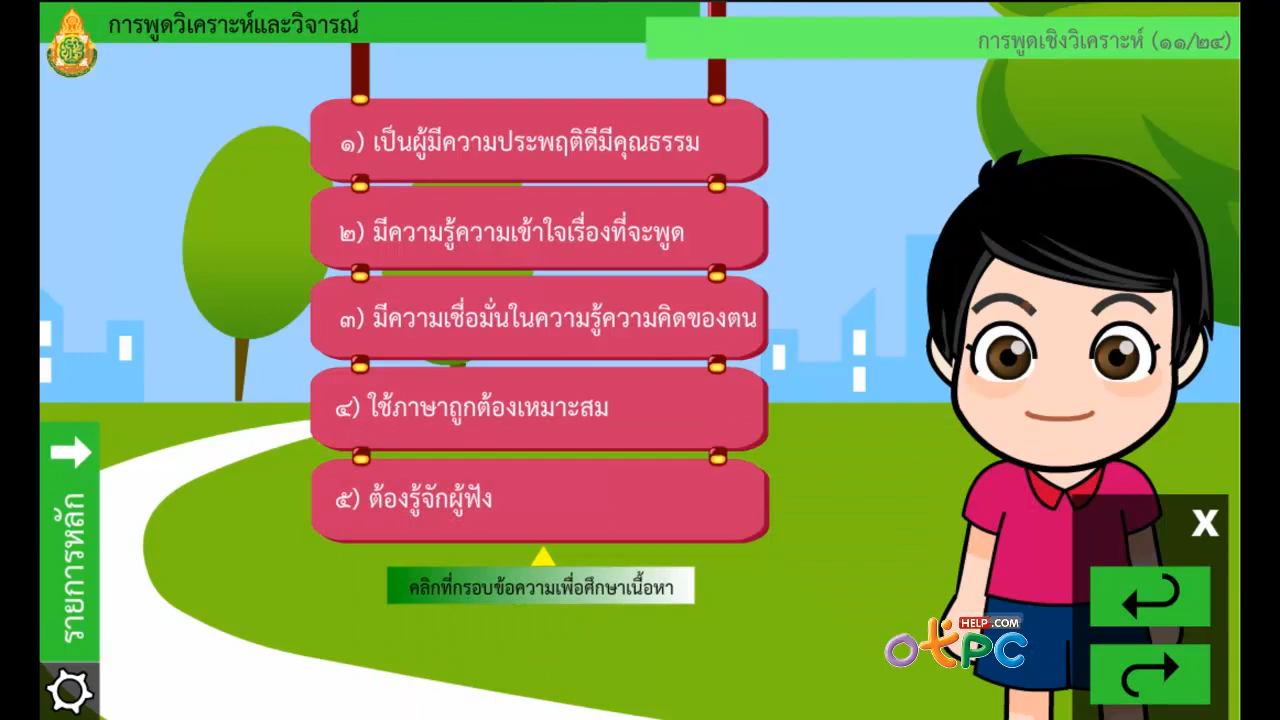 การพูดวิเคราะห์และวิจารณ์
การพูดเชิงวิเคราะห์ (๑๑/๒๔)
๑) เป็นผู้มีความประพฤติดีมีคุณธรรม
๒) มีความรู้ความเข้าใจเรื่องที่จะพูด
๓) มีความเชื่อมั่นในความรู้ความคิดของตน
๔) ใช้ภาษาถูกต้องเหมาะสม
๕) ต้องรู้จักผู้ฟัง
คลิกที่กรอบข้อความเพื่อศึกษาเนื้อหา
รายการหลัก
X
HELP.COM
otPC